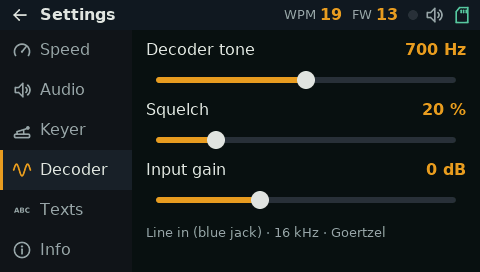 Settings WPM 19 FW 13
Speed
Audio
Keyer
Decoder
ABC Texts
Info
Decoder tone 700 Hz
Squelch 20 %
Input gain 0 dB
Line in (blue jack) · 16 kHz · Goertzel